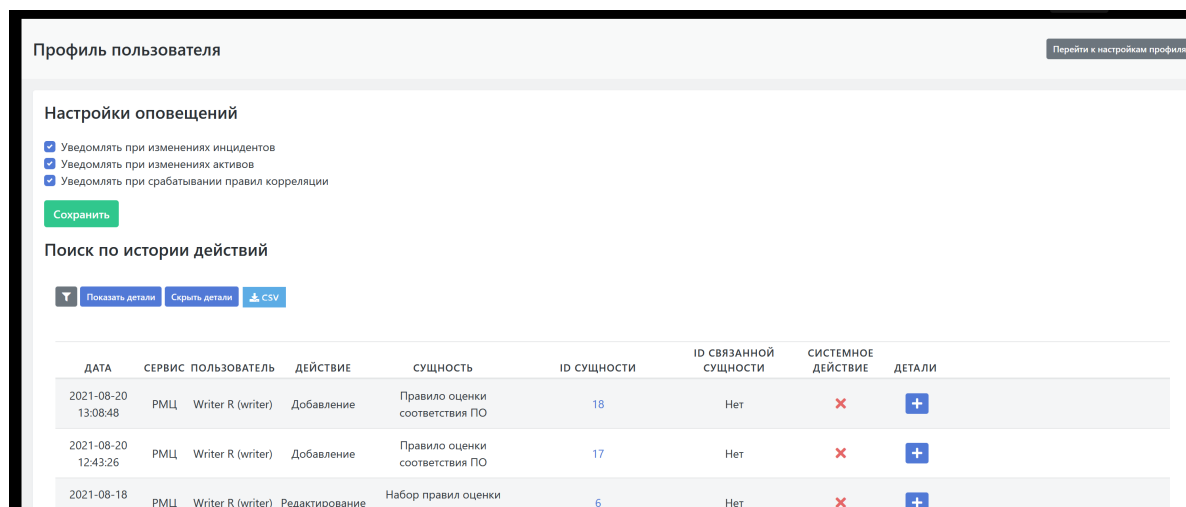 Профиль пользователя
Перейти к настройкам профиля
Настройки оповещений
Уведомлять при изменениях инцидентов
Уведомлять при изменениях активов
Уведомлять при срабатывании правил корреляции
Сохранить
Поиск по истории действий
Показать детали Скрыть детали CSV
ДАТА СЕРВИС ПОЛЬЗОВАТЕЛЬ ДЕЙСТВИЕ СУЩНОСТЬ ID СУЩНОСТИ ID СВЯЗАННОЙ СУЩНОСТИ СИСТЕМНОЕ ДЕЙСТВИЕ ДЕТАЛИ
2021-08-20 13:08:48 РМЦ Writer R (writer) Добавление Правило оценки соответствия ПО 18 Нет
2021-08-20 12:43:26 РМЦ Writer R (writer) Добавление Правило оценки соответствия ПО 17 Нет
2021-08-18 РМЦ Writer R (writer) Редактирование Набор правил оценки 6 Нет